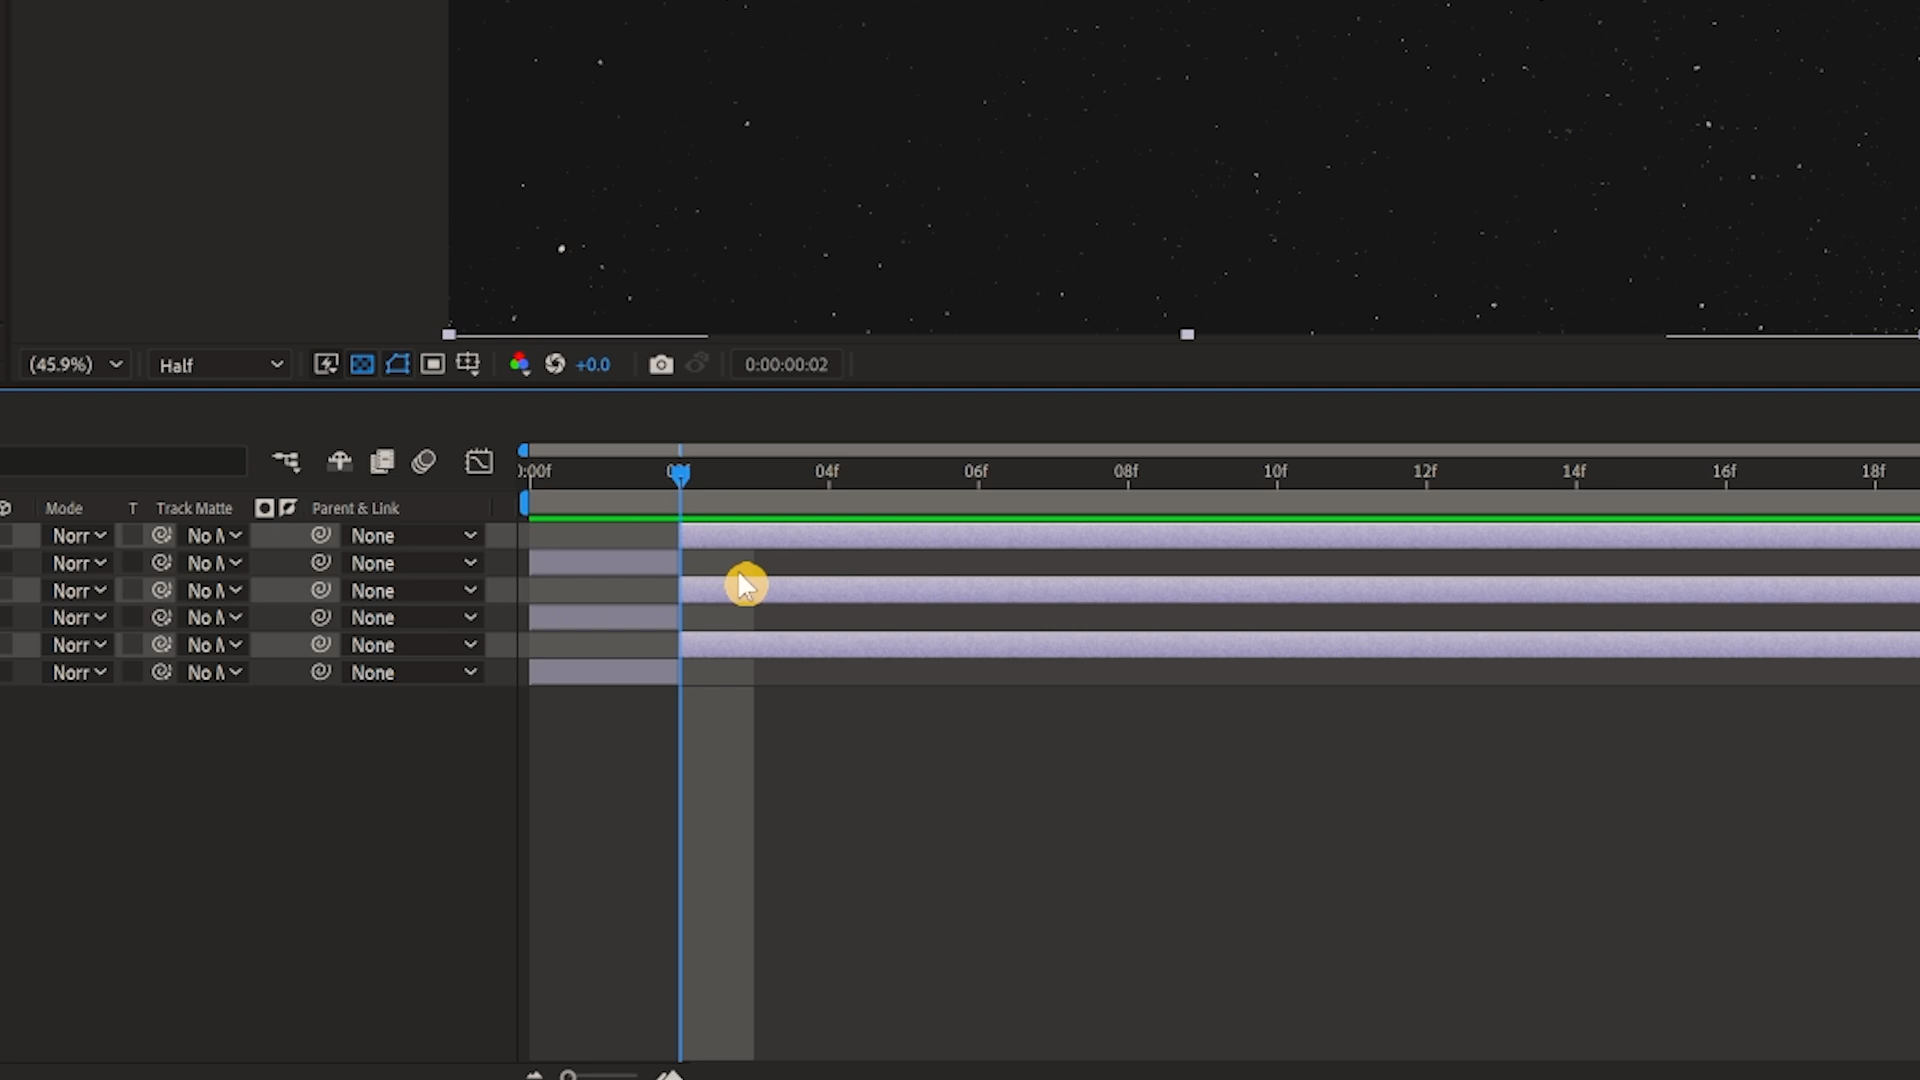 (45.9%) Half +0.0 0:00:00:02
):00f 02f 04f 06f 08f 10f 12f 14f 16f 18f
Mode T Track Matte Parent & Link
Norr No M None
Norr No M None
Norr No M None
Norr No M None
Norr No M None
Norr No M None